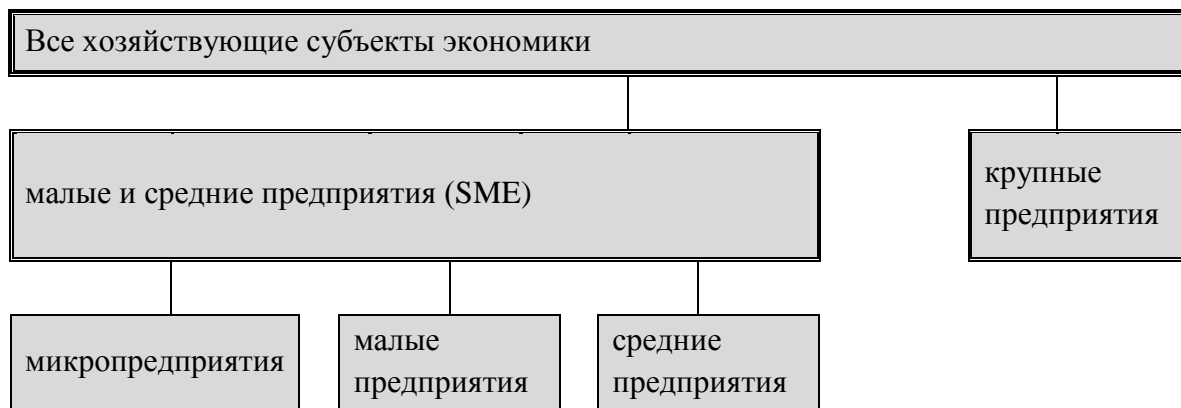 Все хозяйствующие субъекты экономики
малые и средние предприятия (SME)
крупные
предприятия
микропредприятия
малые
предприятия
средние
предприятия